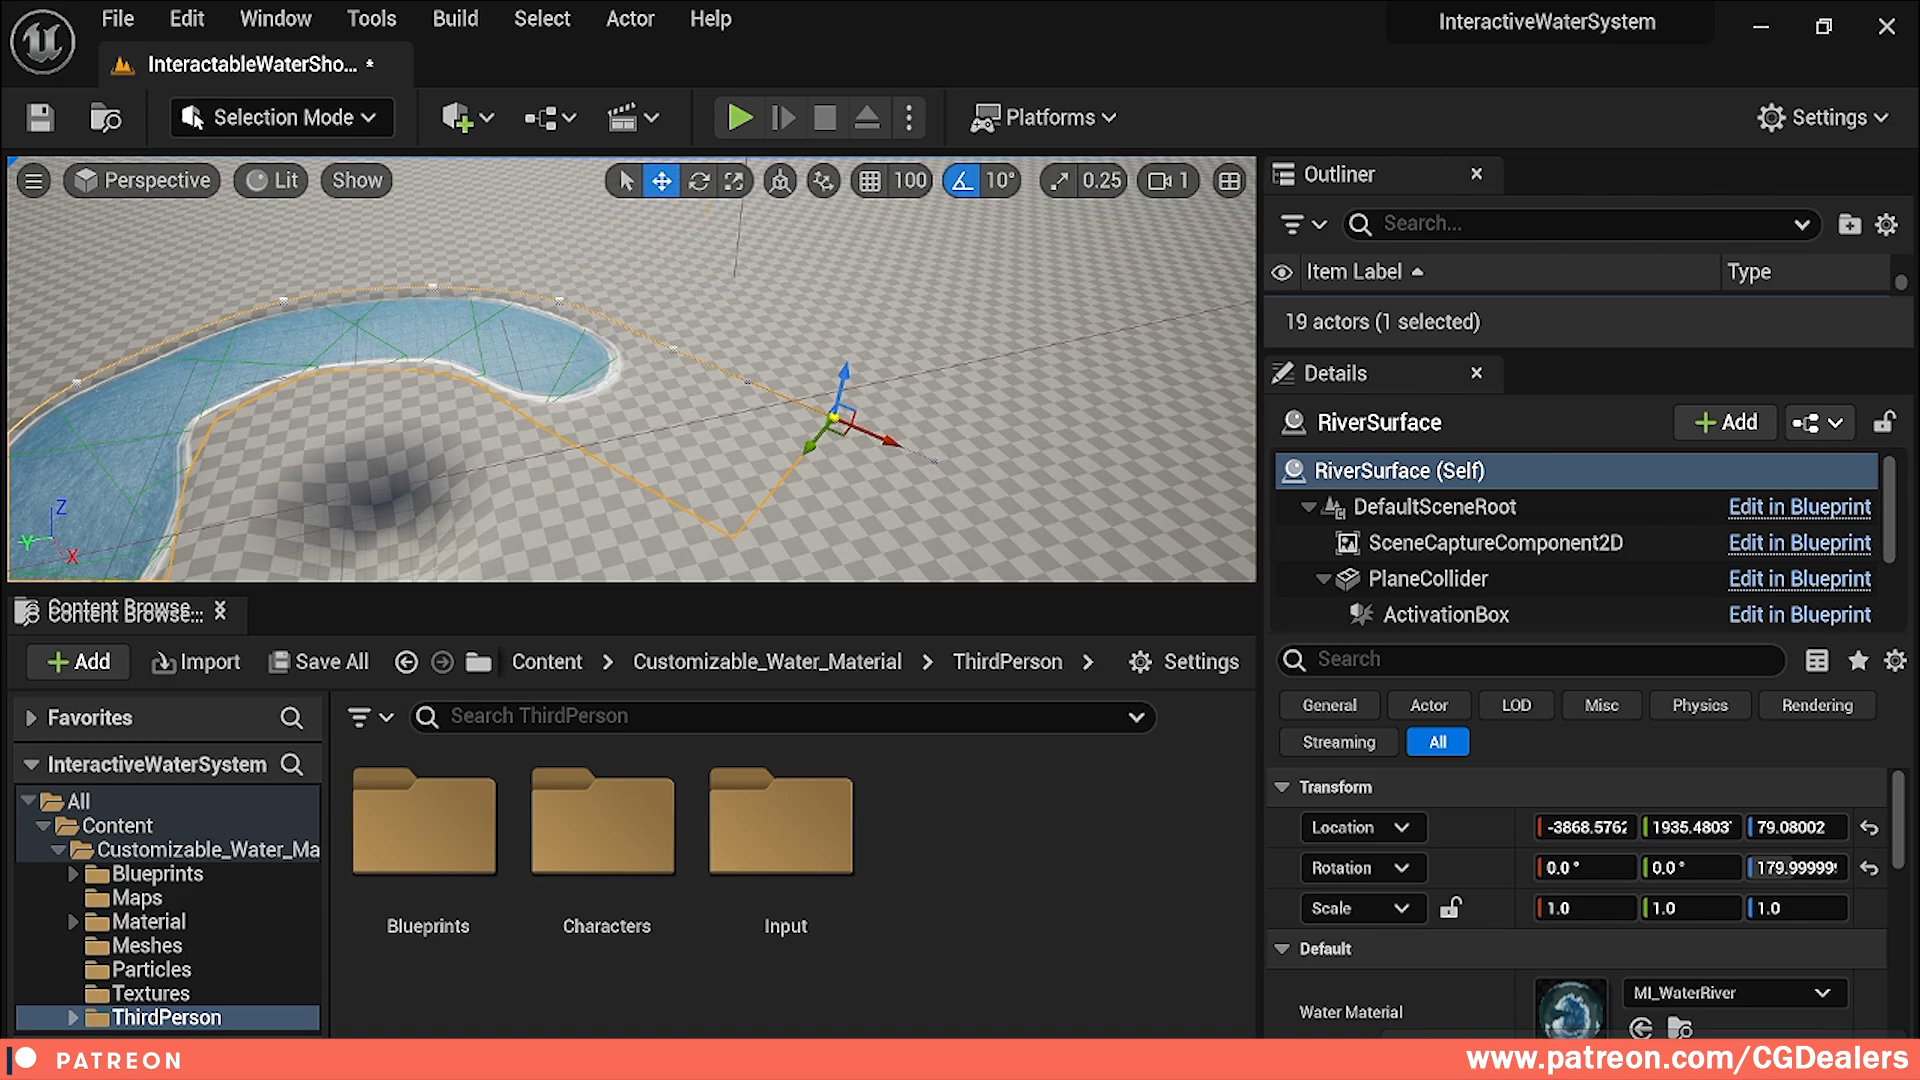 File Edit Window Tools Build Select Actor Help
InteractiveWaterSystem
InteractableWaterSho... *
Selection Mode
Platforms
Settings
Perspective Lit Show
100 10° 0.25 1
Outliner
Search...
Item Label Type
19 actors (1 selected)
Details
RiverSurface
Add
RiverSurface (Self)
DefaultSceneRoot Edit in Blueprint
SceneCaptureComponent2D Edit in Blueprint
PlaneCollider Edit in Blueprint
ActivationBox Edit in Blueprint
Search
General Actor LOD Misc Physics Rendering
Streaming All
Transform
Location -3868.5762 1935.4803 79.08002
Rotation 0.0 ° 0.0 ° 179.99999
Scale 1.0 1.0 1.0
Default
Water Material MI_WaterRiver
Z
Y
X
Content Browse...
Add Import Save All Content > Customizable_Water_Material > ThirdPerson > Settings
Favorites
Search ThirdPerson
InteractiveWaterSystem
All
Content
Customizable_Water_Ma
Blueprints
Maps
Material
Meshes
Particles
Textures
ThirdPerson
Blueprints Characters Input
PATREON
www.patreon.com/CGDealers